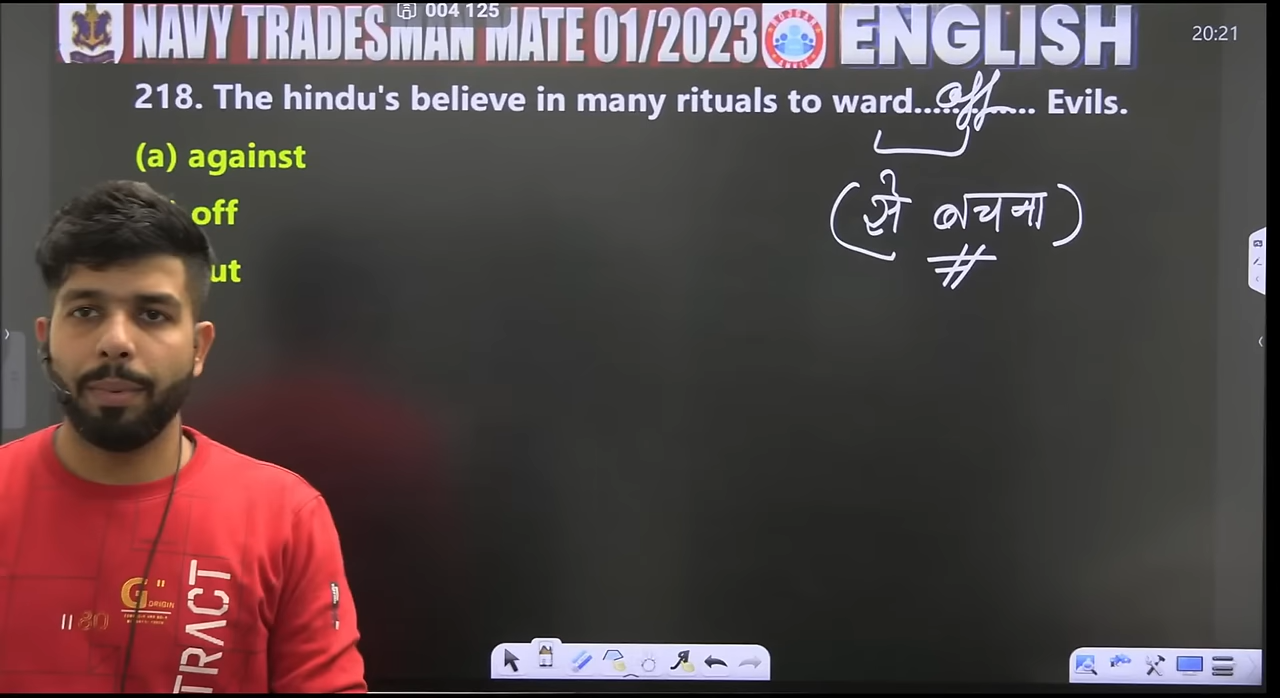 004 125
NAVY TRADESMAN MATE 01/2023 ENGLISH
20:21
218. The hindu's believe in many rituals to ward....off.... Evils.
(a) against
(से बचना)
off
ut
G"
ORIGIN
80
TRACT